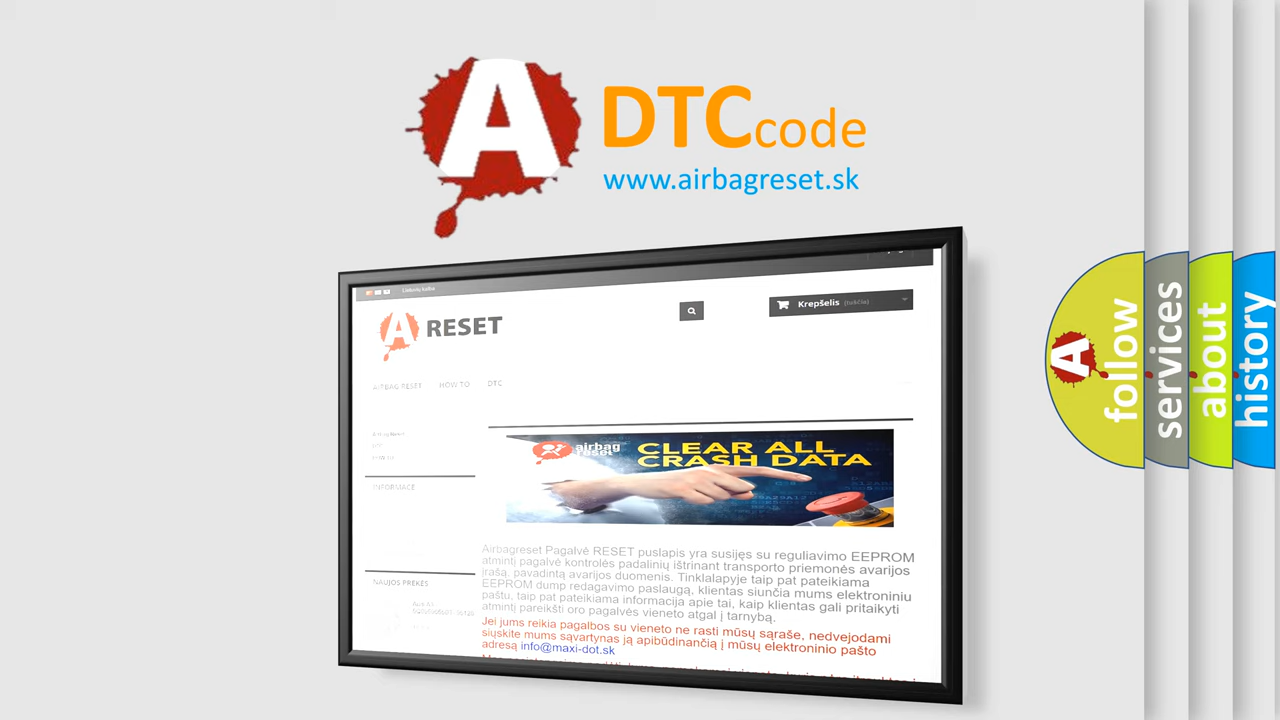 A DTCcode
www.airbagreset.sk
Lietuvių kalba
A RESET
Krepšelis (tuščia)
AIRBAG RESET HOW TO DTC
INFORMACE
airbag
reset
CLEAR ALL
CRASH DATA
Airbagreset Pagalvė RESET puslapis yra susijęs su reguliavimo EEPROM
atmintį pagalvė kontrolės padalinių ištrinant transporto priemonės avarijos
įrašą, pavadintą avarijos duomenis. Tinklalapyje taip pat pateikiama
EEPROM dump redagavimo paslaugą, klientas siunčia mums elektroniniu
paštu, taip pat pateikiama informacija apie tai, kaip klientas gali pritaikyti
atmintį pareikšti oro pagalvės vieneto atgal į tarnybą.
NAUJOS PREKĖS
Jei jums reikia pagalbos su vieneto ne rasti mūsų sąraše, nedvejodami
siųskite mums sąvartynas ją apibūdinančią į mūsų elektroninio pašto
adresą info@maxi-dot.sk
A follow
services
about
history